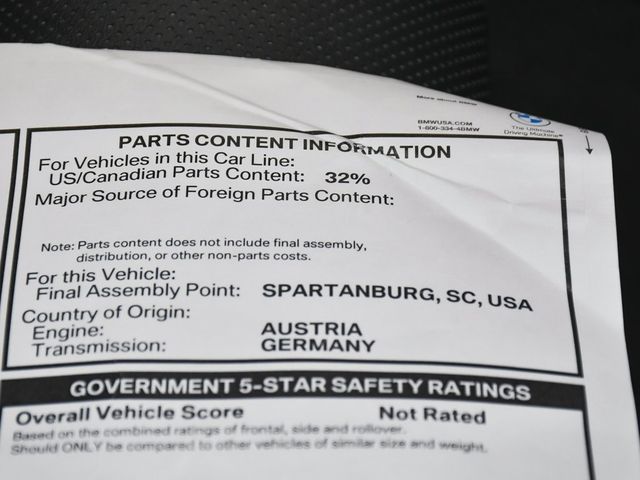 More about BMW
BMWUSA.COM
1-800-334-4BMW
The Ultimate
Driving Machine®
PARTS CONTENT INFORMATION
For Vehicles in this Car Line:
US/Canadian Parts Content: 32%
Major Source of Foreign Parts Content:
Note: Parts content does not include final assembly,
distribution, or other non-parts costs.
For this Vehicle:
Final Assembly Point: SPARTANBURG, SC, USA
Country of Origin:
Engine: AUSTRIA
Transmission: GERMANY
GOVERNMENT 5-STAR SAFETY RATINGS
Overall Vehicle Score Not Rated
Based on the combined ratings of frontal, side and rollover.
Should ONLY be compared to other vehicles of similar size and weight.